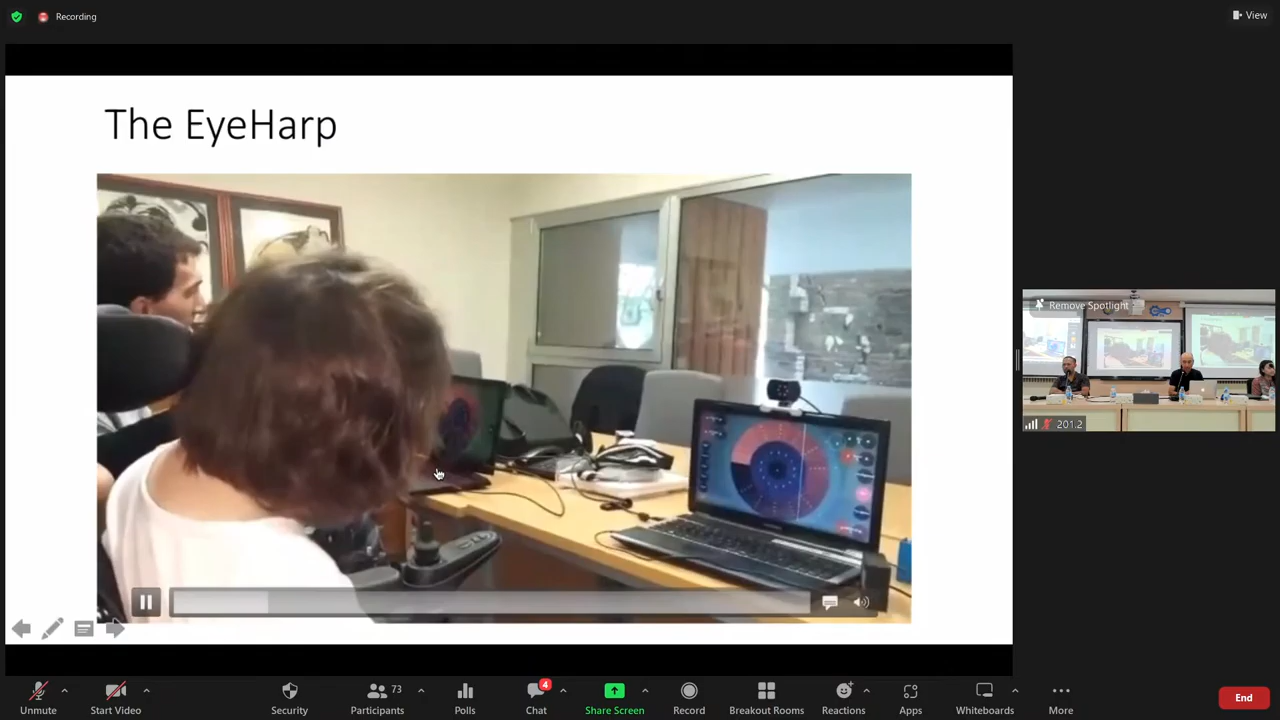 Recording
View
The EyeHarp
Remove Spotlight
201.2
73
4
Unmute
Start Video
Security
Participants
Polls
Chat
Share Screen
Record
Breakout Rooms
Reactions
Apps
Whiteboards
More
End